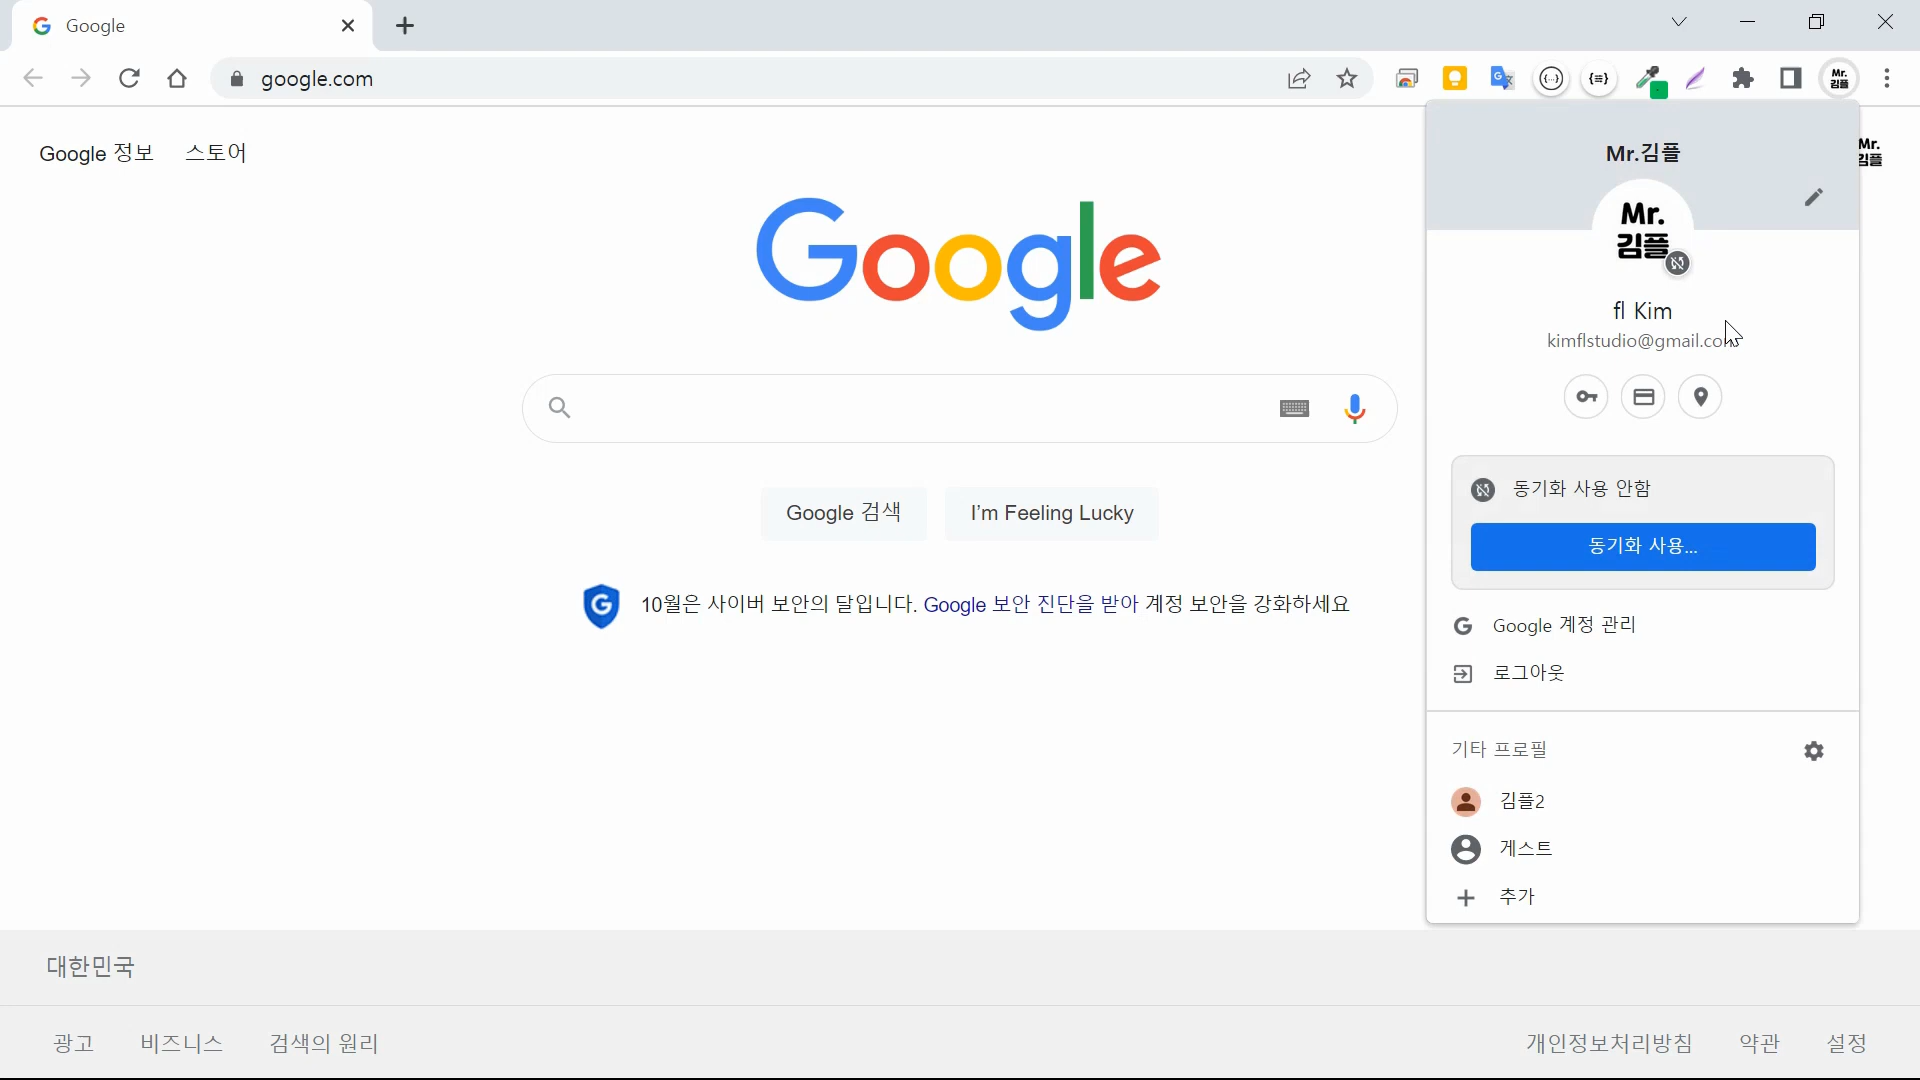 Google
google.com
Mr.
김플
Google 정보
스토어
Mr.김플
Mr.
김플
Mr.
김플
Google
fl Kim
kimflstudio@gmail.com
동기화 사용 안함
Google 검색
I'm Feeling Lucky
동기화 사용...
10월은 사이버 보안의 달입니다. Google 보안 진단을 받아 계정 보안을 강화하세요
Google 계정 관리
로그아웃
기타 프로필
김플2
게스트
추가
대한민국
광고
비즈니스
검색의 원리
개인정보처리방침
약관
설정